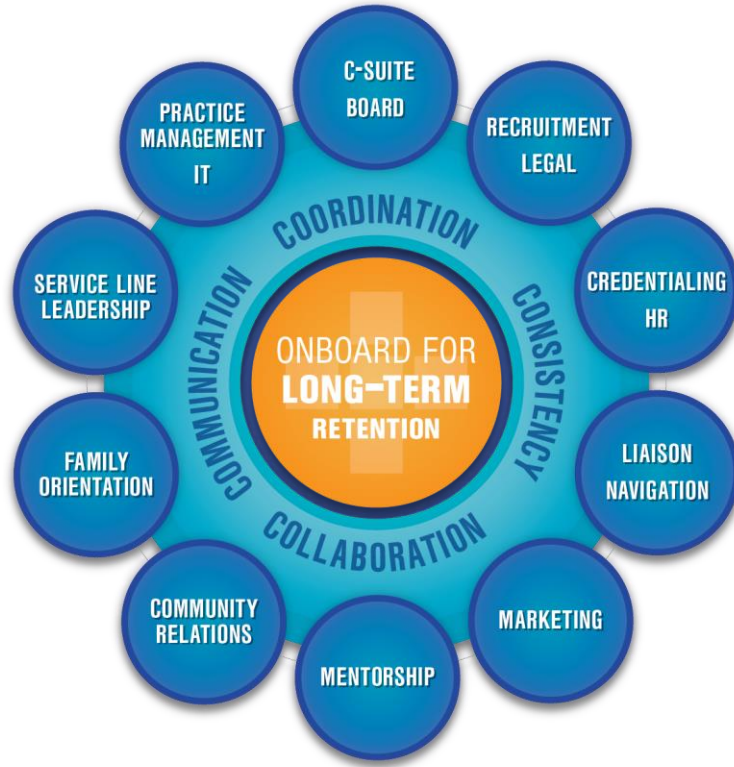 C-SUITE
BOARD
RECRUITMENT
LEGAL
CREDENTIALING
HR
LIAISON
NAVIGATION
MARKETING
MENTORSHIP
COMMUNITY
RELATIONS
FAMILY
ORIENTATION
SERVICE LINE
LEADERSHIP
PRACTICE
MANAGEMENT
IT
COORDINATION
CONSISTENCY
COLLABORATION
COMMUNICATION
ONBOARD FOR
LONG-TERM
RETENTION